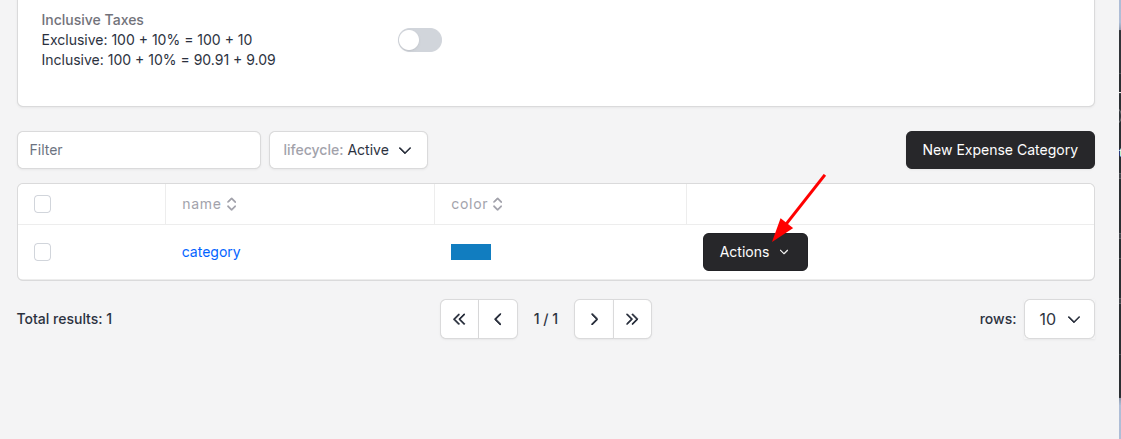 Inclusive Taxes
Exclusive: 100 + 10% = 100 + 10
Inclusive: 100 + 10% = 90.91 + 9.09
Filter
lifecycle: Active
New Expense Category
name
color
category
Actions
Total results: 1
1 / 1
rows:
10